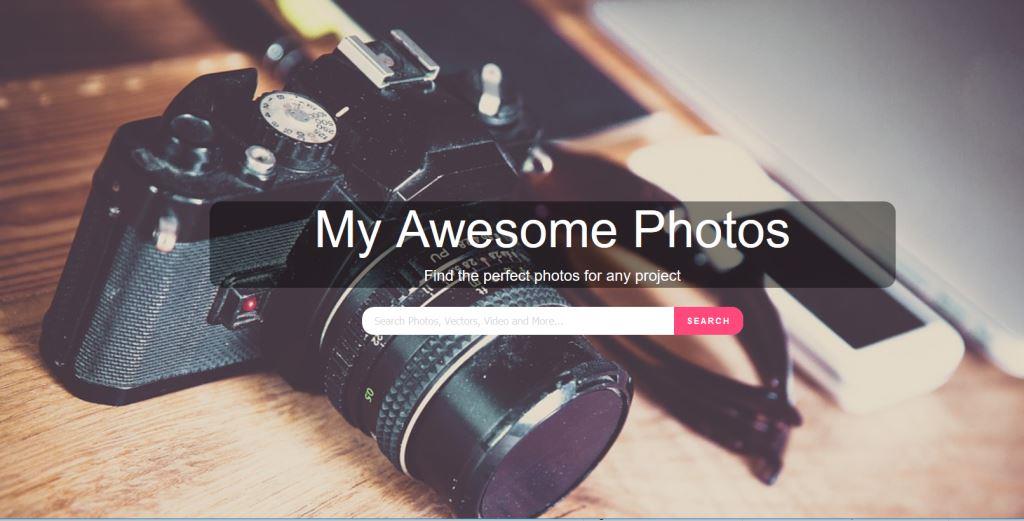 My Awesome Photos
Find the perfect photos for any project
Search Photos, Vectors, Video and More...
SEARCH